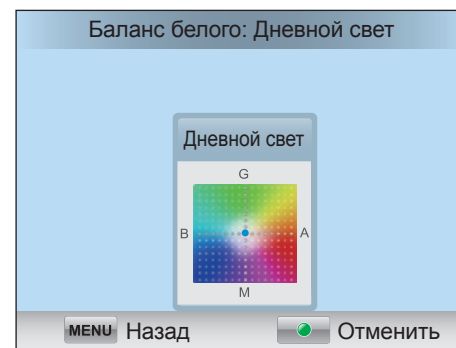 Баланс белого: Дневной свет
Дневной свет
G
B A
M
MENU Назад Отменить